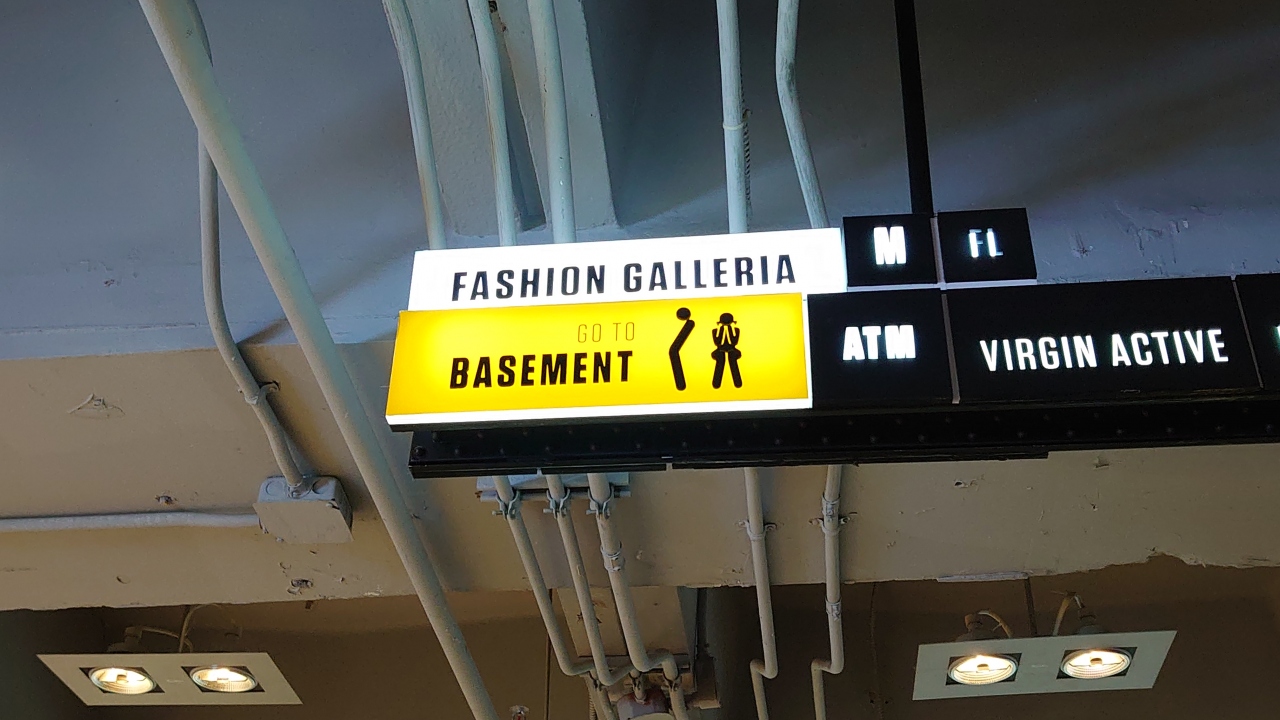 FASHION GALLERIA
M
FL
GO TO
BASEMENT
ATM
VIRGIN ACTIVE